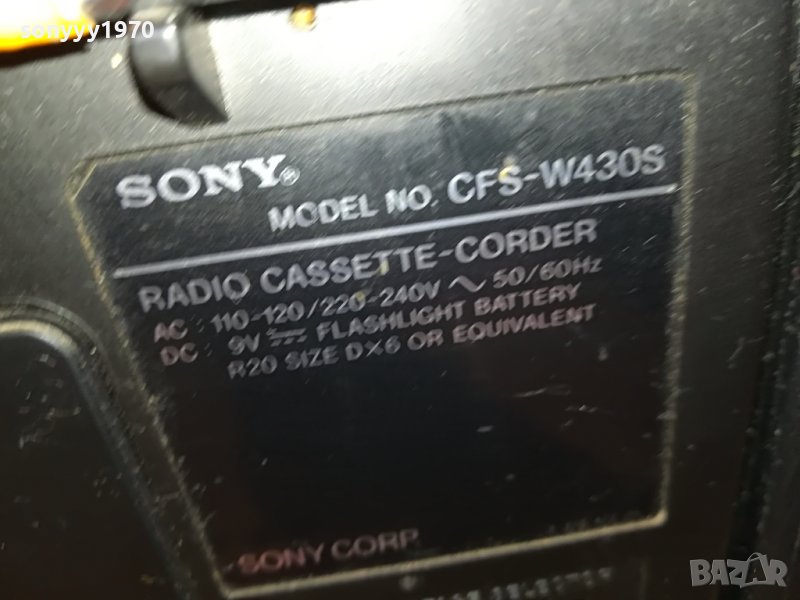 sonyyy1970
SONY®
MODEL NO. CFS-W430S
RADIO CASSETTE-CORDER
AC : 110-120/220-240V ～ 50/60Hz
DC : 9V ⎓ FLASHLIGHT BATTERY
R20 SIZE D×6 OR EQUIVALENT
SONY CORP.
BAZAR